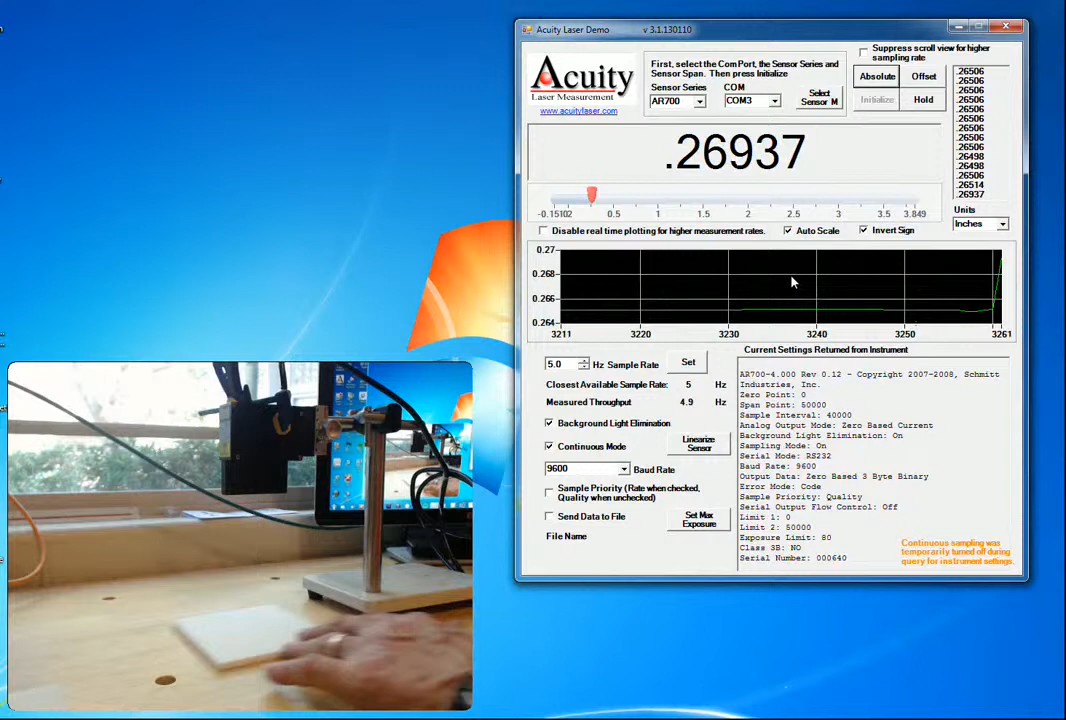 Acuity Laser Demo v 3.1.130110
Suppress scroll view for higher
sampling rate
First, select the Com Port, the Sensor Series and
Sensor Span. Then press Initialize
Sensor Series COM
AR700 COM3
Select
Sensor M
Absolute Offset
Initialize Hold
Acuity
Laser Measurement
www.acuitylaser.com
.26506
.26506
.26506
.26506
.26506
.26506
.26506
.26506
.26506
.26498
.26498
.26506
.26514
.26937
.26937
-0.15102 0.5 1 1.5 2 2.5 3 3.5 3.849
Units
Inches
Disable real time plotting for higher measurement rates. Auto Scale Invert Sign
0.27
0.268
0.266
0.264
3211 3220 3230 3240 3250 3261
5.0 Hz Sample Rate Set
Closest Available Sample Rate: 5 Hz
Measured Throughput 4.9 Hz
Background Light Elimination
Continuous Mode
Linearize
Sensor
9600 Baud Rate
Sample Priority (Rate when checked,
Quality when unchecked)
Send Data to File
Set Max
Exposure
File Name
Current Settings Returned from Instrument
AR700-4.000 Rev 0.12 - Copyright 2007-2008, Schmitt
Industries, Inc.
Zero Point: 0
Span Point: 50000
Sample Interval: 40000
Analog Output Mode: Zero Based Current
Background Light Elimination: On
Sampling Mode: On
Serial Mode: RS232
Baud Rate: 9600
Output Data: Zero Based 3 Byte Binary
Error Mode: Code
Sample Priority: Quality
Serial Output Flow Control: Off
Limit 1: 0
Limit 2: 50000
Exposure Limit: 80
Class 3B: NO
Serial Number: 000640
Continuous sampling was
temporarily turned off during
query for instrument settings.